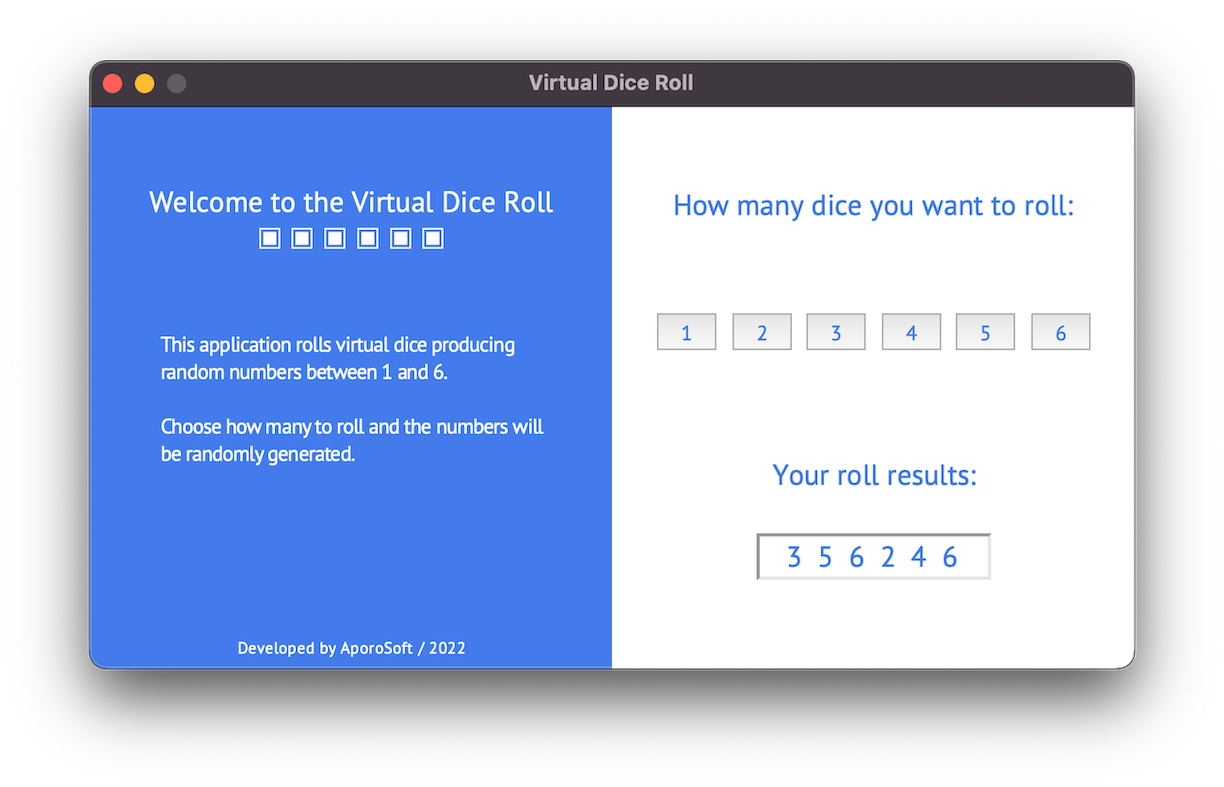 Virtual Dice Roll
Welcome to the Virtual Dice Roll
▣ ▣ ▣ ▣ ▣ ▣
This application rolls virtual dice producing
random numbers between 1 and 6.
Choose how many to roll and the numbers will
be randomly generated.
Developed by AporoSoft / 2022
How many dice you want to roll:
1 2 3 4 5 6
Your roll results:
3 5 6 2 4 6